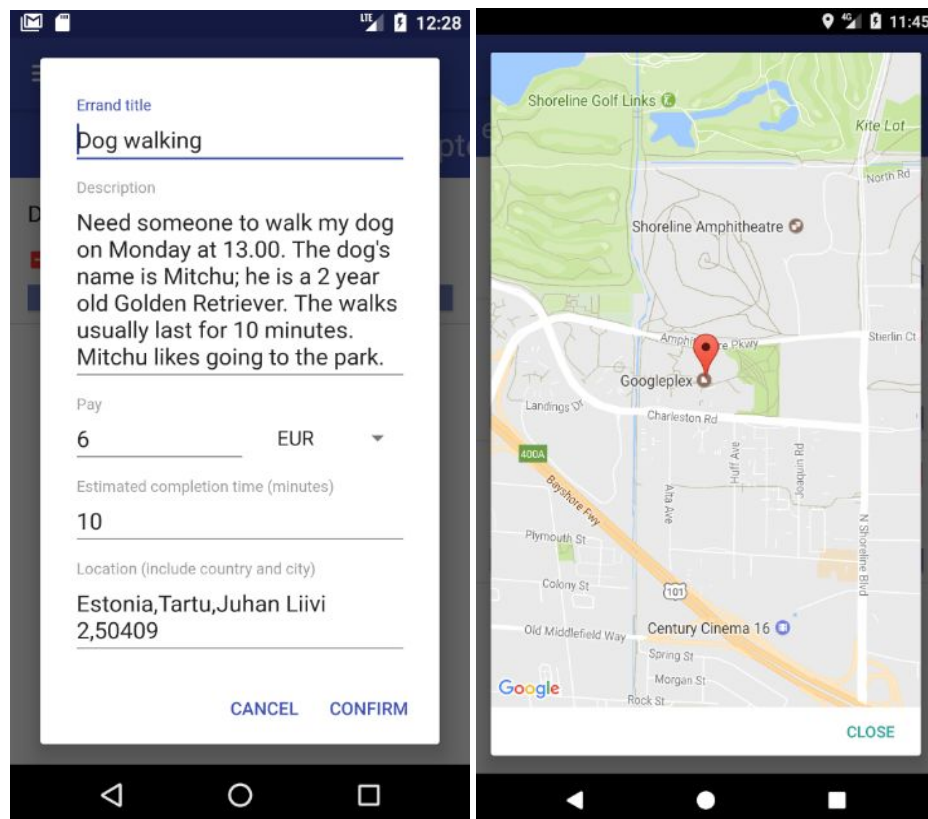 LTE 12:28
Errand title
Dog walking
Description
Need someone to walk my dog
on Monday at 13.00. The dog's
name is Mitchu; he is a 2 year
old Golden Retriever. The walks
usually last for 10 minutes.
Mitchu likes going to the park.
Pay
6 EUR
Estimated completion time (minutes)
10
Location (include country and city)
Estonia,Tartu,Juhan Liivi
2,50409
CANCEL CONFIRM
4G 11:45
Shoreline Golf Links
Kite Lot
North Rd
Shoreline Amphitheatre
Amphi re Pkwy
Stierlin Ct
Googleplex
Landings Dr
Charleston Rd
400A
Huff Ave
Joaquin Rd
Bayshore Fwy
Alta Ave
N Shoreline Blvd
Plymouth St
Colony St
101
Old Middlefield Way
Century Cinema 16
Spring St
Google
Morgan St
Rock St
CLOSE